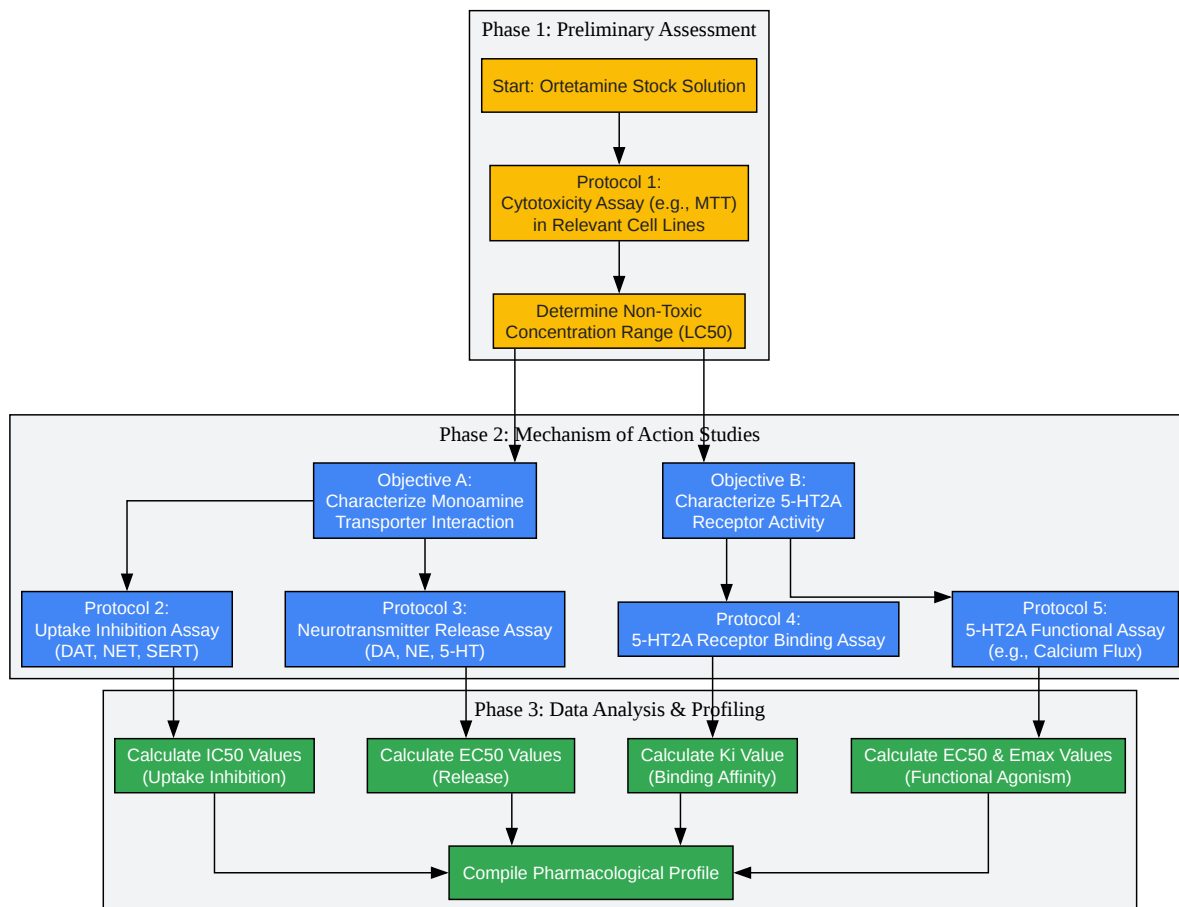 Phase 1: Preliminary Assessment
Start: Ortetamine Stock Solution
Protocol 1:
Cytotoxicity Assay (e.g., MTT)
in Relevant Cell Lines
Determine Non-Toxic
Concentration Range (LC50)
Phase 2: Mechanism of Action Studies
Objective A:
Characterize Monoamine
Transporter Interaction
Objective B:
Characterize 5-HT2A
Receptor Activity
Protocol 2:
Uptake Inhibition Assay
(DAT, NET, SERT)
Protocol 3:
Neurotransmitter Release Assay
(DA, NE, 5-HT)
Protocol 4:
5-HT2A Receptor Binding Assay
Protocol 5:
5-HT2A Functional Assay
(e.g., Calcium Flux)
Phase 3: Data Analysis & Profiling
Calculate IC50 Values
(Uptake Inhibition)
Calculate EC50 Values
(Release)
Calculate Ki Value
(Binding Affinity)
Calculate EC50 & Emax Values
(Functional Agonism)
Compile Pharmacological Profile